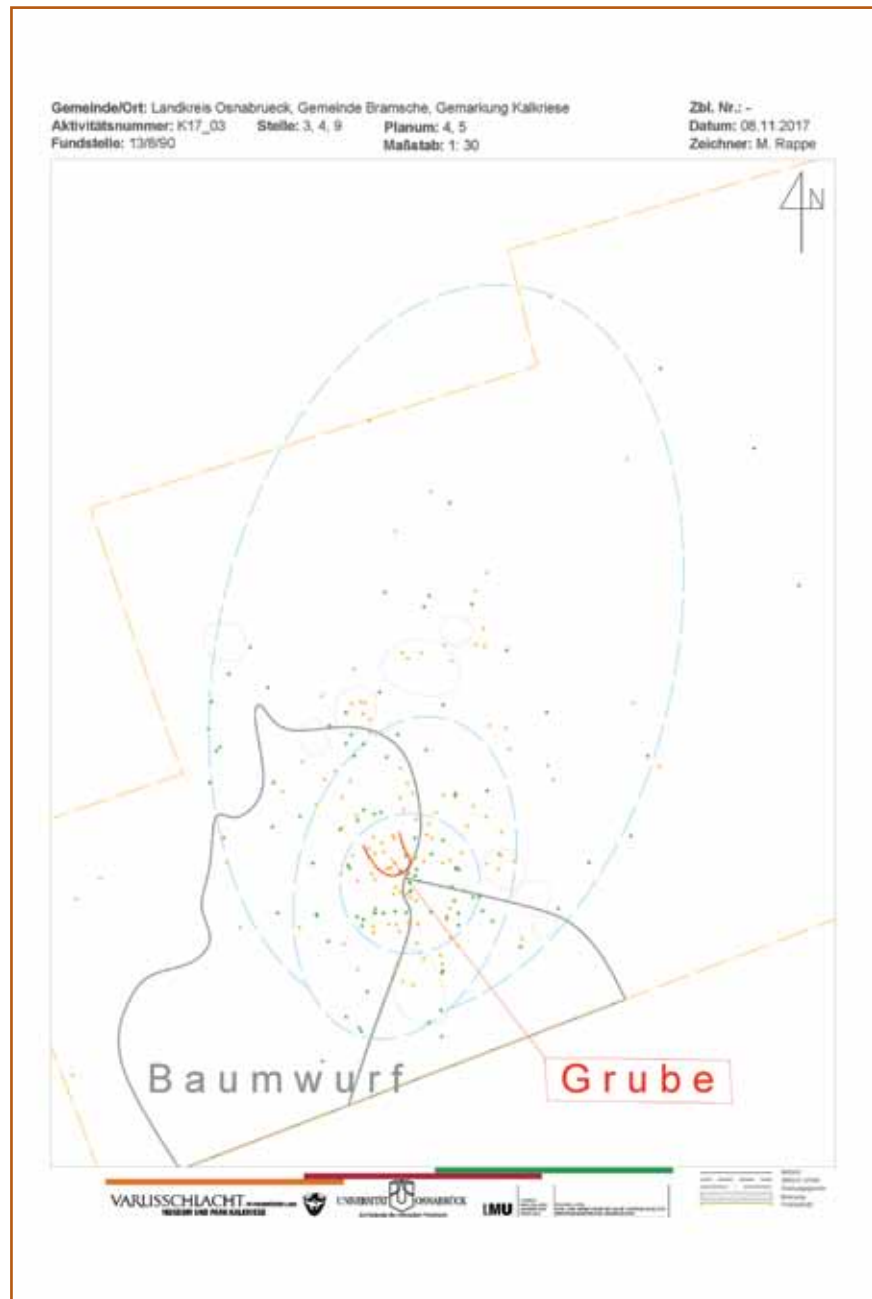 Gemeinde/Ort: Landkreis Osnabrueck, Gemeinde Bramsche, Gemarkung Kalkriese
Zbl. Nr.: -
Aktivitätsnummer: K17_03 Stelle: 3, 4, 9 Planum: 4, 5
Datum: 08.11.2017
Fundstelle: 13/8/90 Maßstab: 1: 30
Zeichner: M. Rappe
N
Baumwurf
Grube
VARUSSCHLACHT
MUSEUM UND PARK KALKRIESE
UNIVERSITÄT OSNABRÜCK
LMU